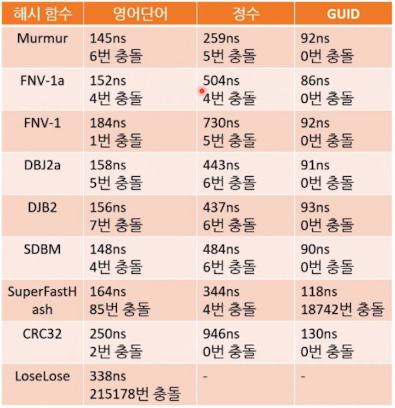 해시 함수 영어단어 정수 GUID
Murmur 145ns 259ns 92ns
6번 충돌 5번 충돌 0번 충돌
FNV-1a 152ns 504ns 86ns
4번 충돌 4번 충돌 0번 충돌
FNV-1 184ns 730ns 92ns
1번 충돌 5번 충돌 0번 충돌
DBJ2a 158ns 443ns 91ns
5번 충돌 6번 충돌 0번 충돌
DJB2 156ns 437ns 93ns
7번 충돌 6번 충돌 0번 충돌
SDBM 148ns 484ns 90ns
4번 충돌 6번 충돌 0번 충돌
SuperFastH 164ns 344ns 118ns
ash 85번 충돌 4번 충돌 18742번 충돌
CRC32 250ns 946ns 130ns
2번 충돌 0번 충돌 0번 충돌
LoseLose 338ns - -
215178번 충돌